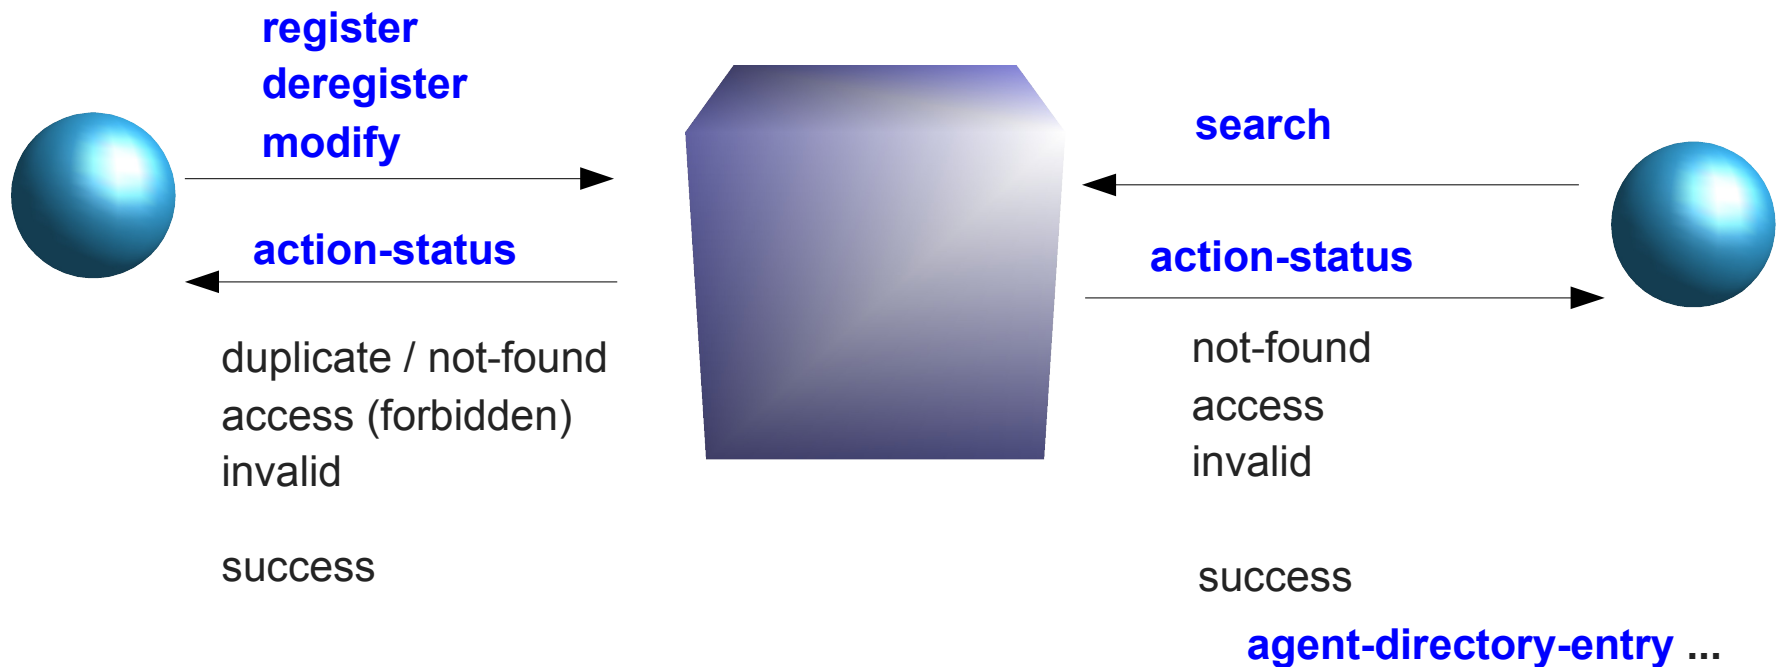 register
deregister
modify
action-status
duplicate / not-found
access (forbidden)
invalid
success
search
action-status
not-found
access
invalid
success
agent-directory-entry ...